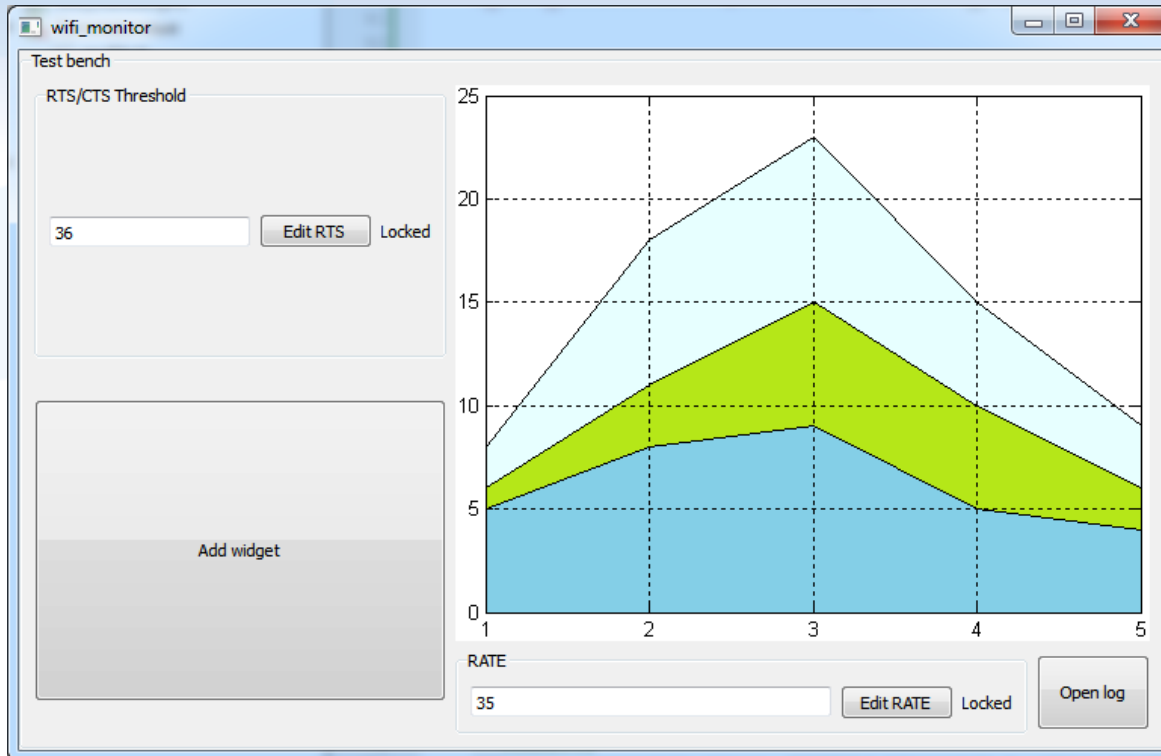 wifi_monitor
Test bench
RTS/CTS Threshold
36
Edit RTS
Locked
Add widget
25
20
15
10
5
0
1 2 3 4 5
RATE
35
Edit RATE
Locked
Open log